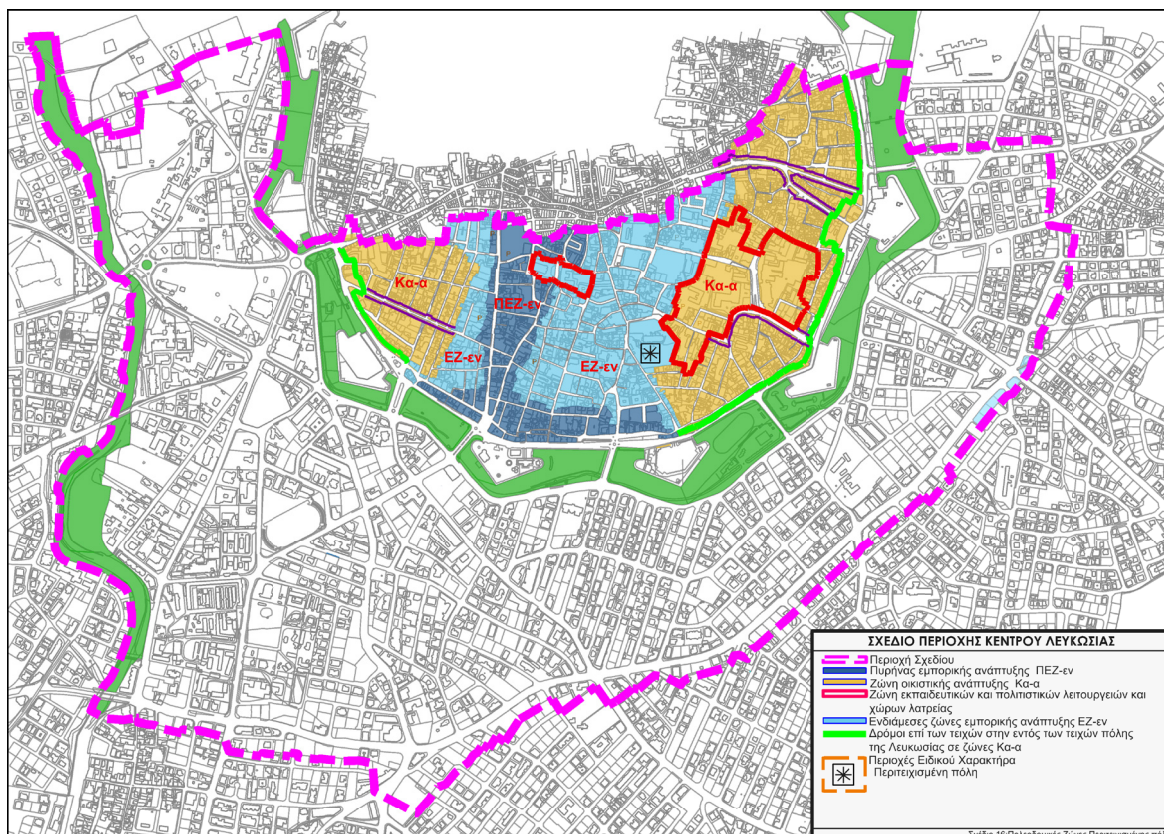 Κα-α
ΠΕΖ-εν
Κα-α
ΕΖ-εν
ΕΖ-εν
ΣΧΕΔΙΟ ΠΕΡΙΟΧΗΣ ΚΕΝΤΡΟΥ ΛΕΥΚΩΣΙΑΣ
Περιοχή Σχεδίου
Πυρήνας εμπορικής ανάπτυξης ΠΕΖ-εν
Ζώνη οικιστικής ανάπτυξης Κα-α
Ζώνη εκπαιδευτικών και πολιτιστικών λειτουργειών και
χώρων λατρείας
Ενδιάμεσες ζώνες εμπορικής ανάπτυξης ΕΖ-εν
Δρόμοι επί των τειχών στην εντός των τειχών πόλης
της Λευκωσίας σε ζώνες Κα-α
Περιοχές Ειδικού Χαρακτήρα
Περιτειχισμένη πόλη